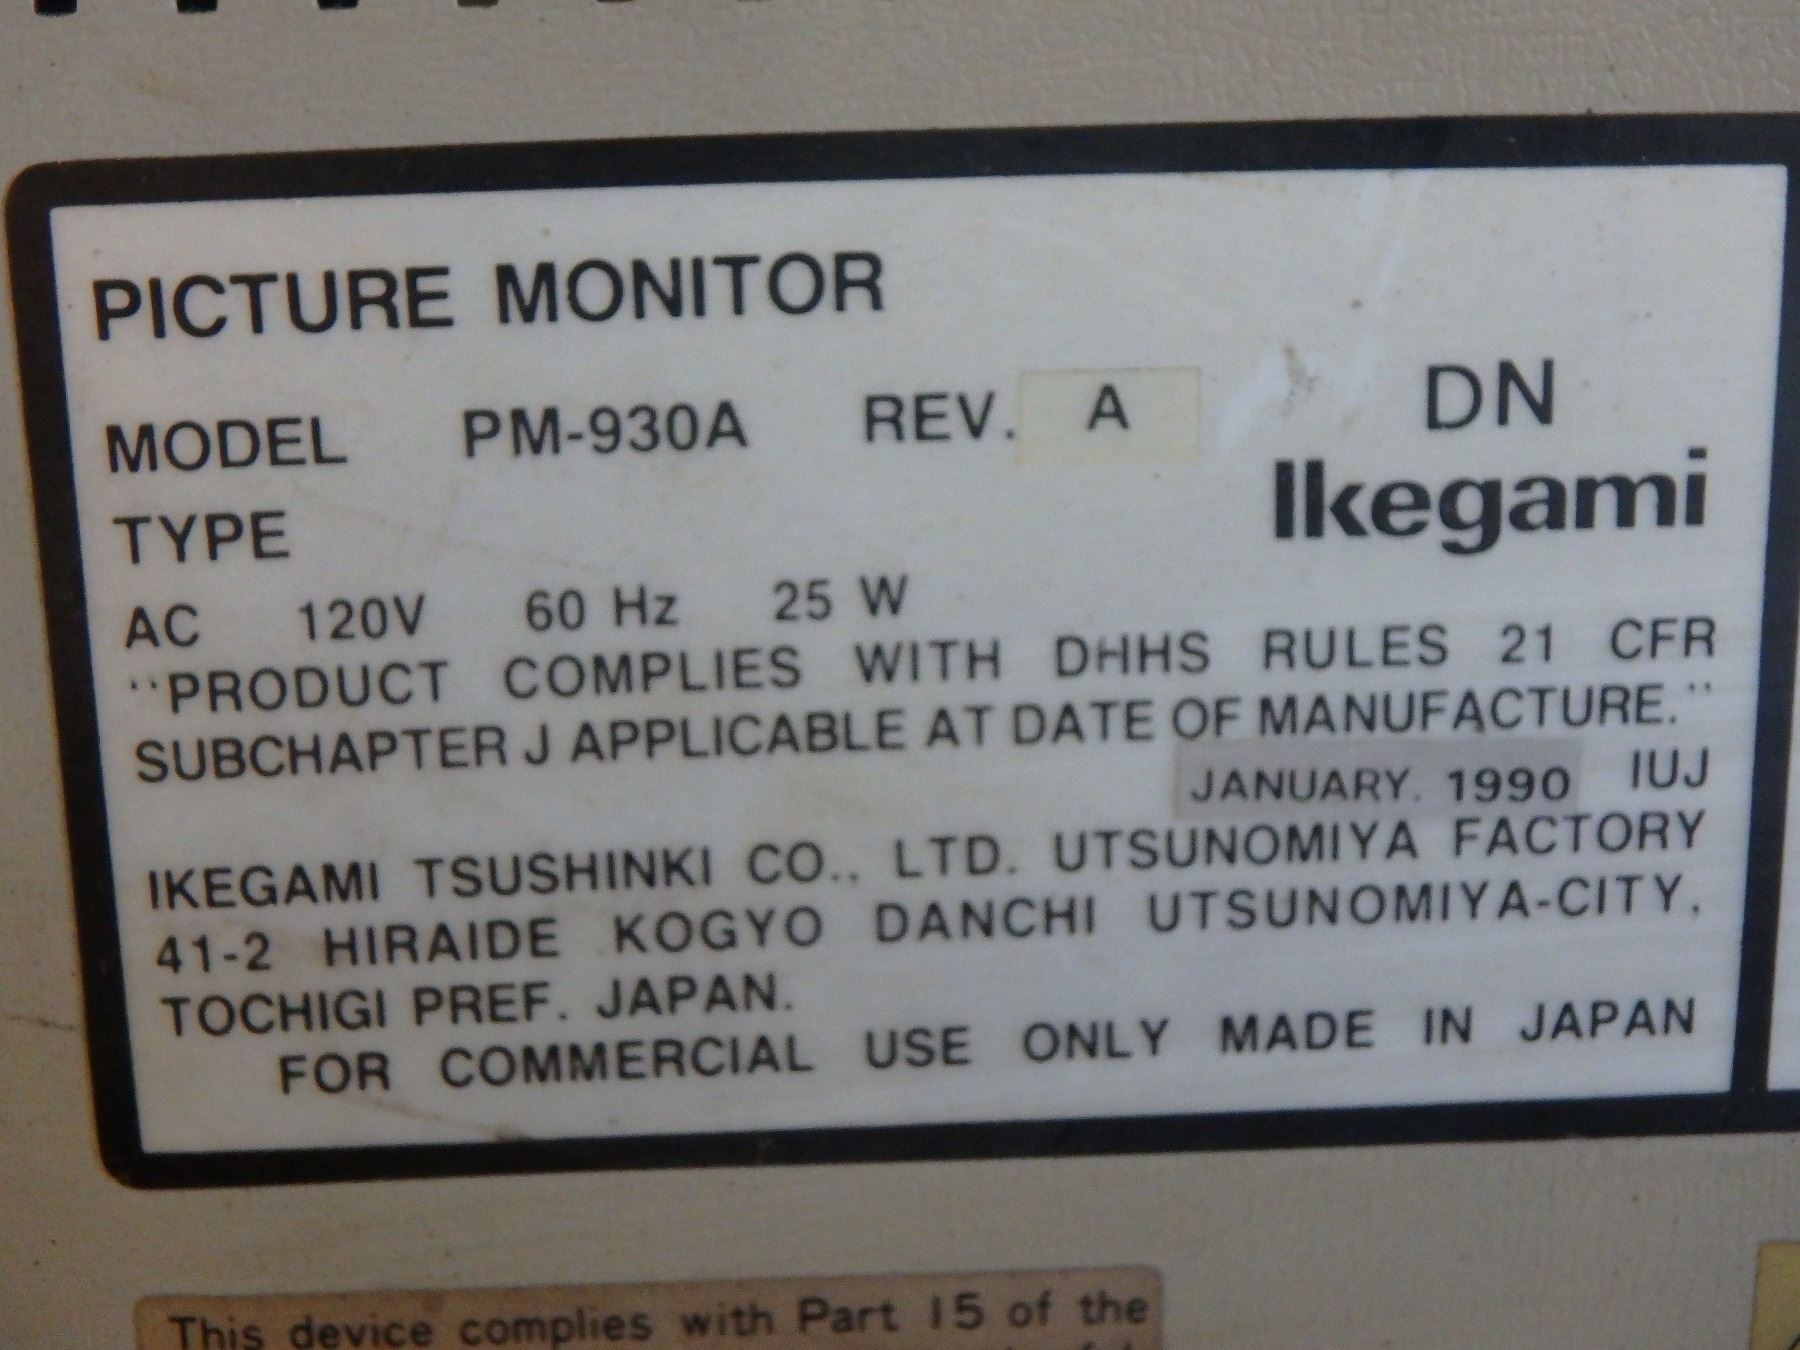 PICTURE MONITOR
MODEL PM-930A REV. A DN
Ikegami
TYPE
AC 120V 60 Hz 25 W
"PRODUCT COMPLIES WITH DHHS RULES 21 CFR
SUBCHAPTER J APPLICABLE AT DATE OF MANUFACTURE."
JANUARY. 1990 IUJ
IKEGAMI TSUSHINKI CO., LTD. UTSUNOMIYA FACTORY
41-2 HIRAIDE KOGYO DANCHI UTSUNOMIYA-CITY,
TOCHIGI PREF. JAPAN.
FOR COMMERCIAL USE ONLY MADE IN JAPAN
This device complies with Part 15 of the